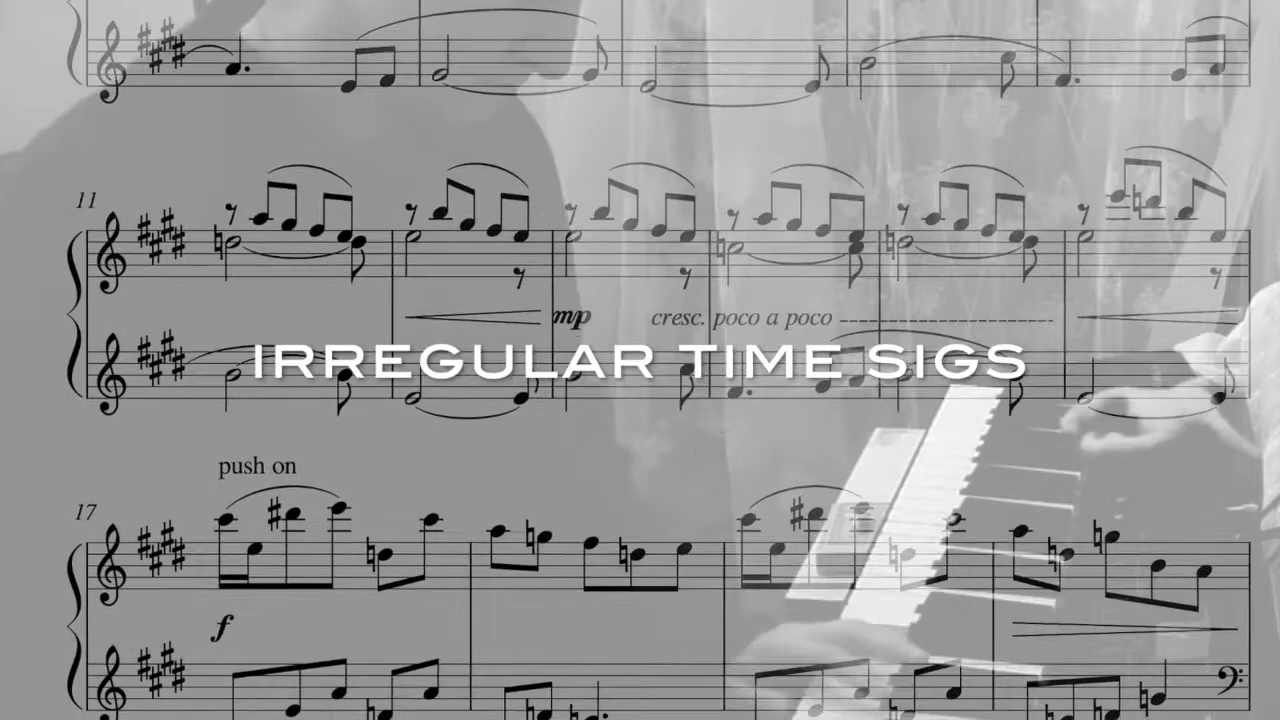 11
mp
cresc. poco a poco
IRREGULAR TIME SIGS
push on
17
f